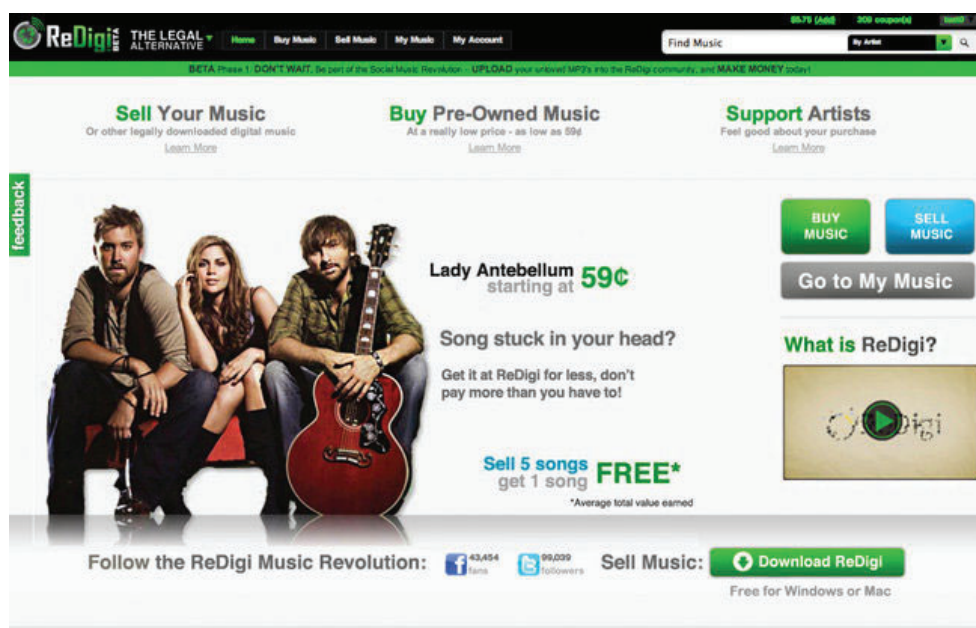 $5.75 (Add) 309 coupon(s)
ReDigi BETA THE LEGAL ALTERNATIVE
Home Buy Music Sell Music My Music My Account
Find Music By Artist
BETA Phase 1: DON'T WAIT, Be part of the Social Music Revolution - UPLOAD your unloved MP3's into the ReDigi community, and MAKE MONEY today!
Sell Your Music
Or other legally downloaded digital music
Learn More
Buy Pre-Owned Music
At a really low price - as low as 59¢
Learn More
Support Artists
Feel good about your purchase
Learn More
feedback
Lady Antebellum
starting at 59¢
Song stuck in your head?
Get it at ReDigi for less, don't
pay more than you have to!
Sell 5 songs
get 1 song FREE*
*Average total value earned
BUY
MUSIC
SELL
MUSIC
Go to My Music
What is ReDigi?
ReDigi
Follow the ReDigi Music Revolution:
43,454
fans
99,039
followers
Sell Music:
Download ReDigi
Free for Windows or Mac